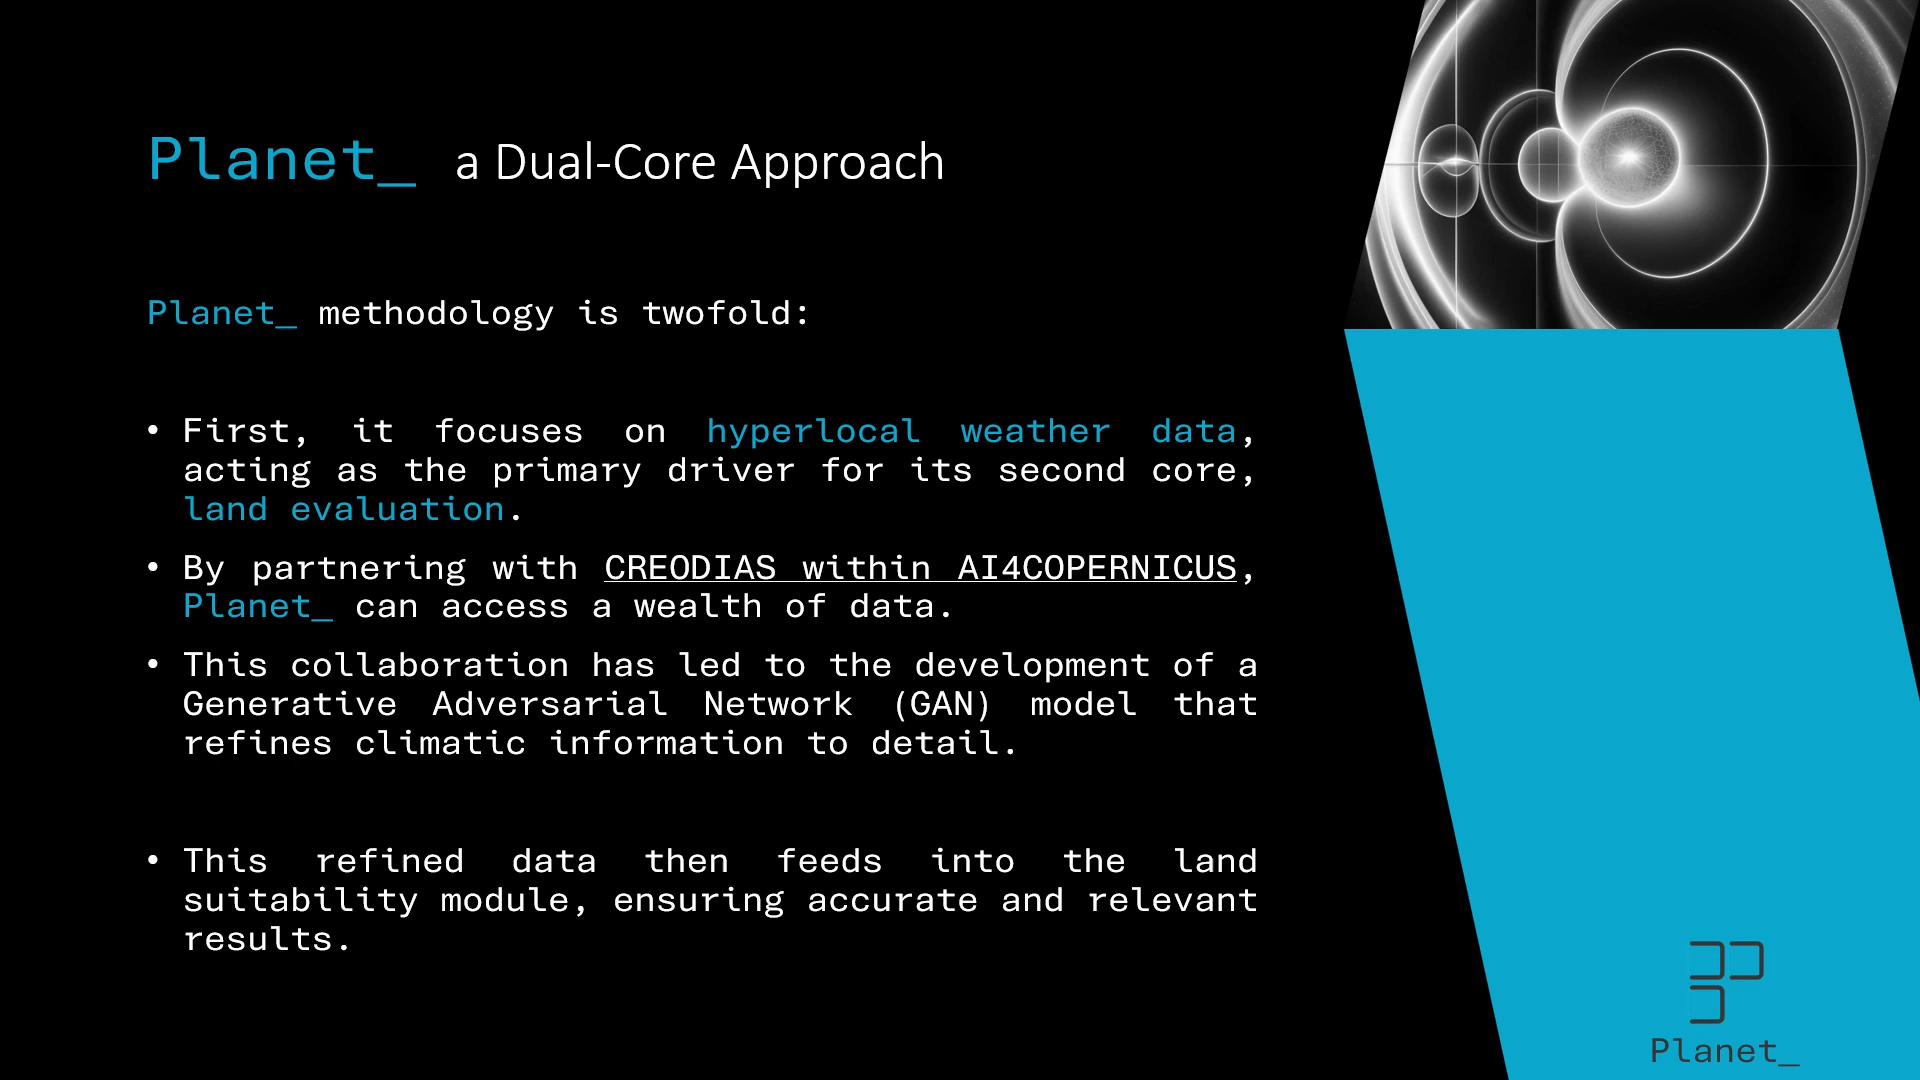 Planet_ a Dual-Core Approach
Planet_ methodology is twofold:
• First, it focuses on hyperlocal weather data,
acting as the primary driver for its second core,
land evaluation.
• By partnering with CREODIAS within AI4COPERNICUS,
Planet_ can access a wealth of data.
• This collaboration has led to the development of a
Generative Adversarial Network (GAN) model that
refines climatic information to detail.
• This refined data then feeds into the land
suitability module, ensuring accurate and relevant
results.
Planet_